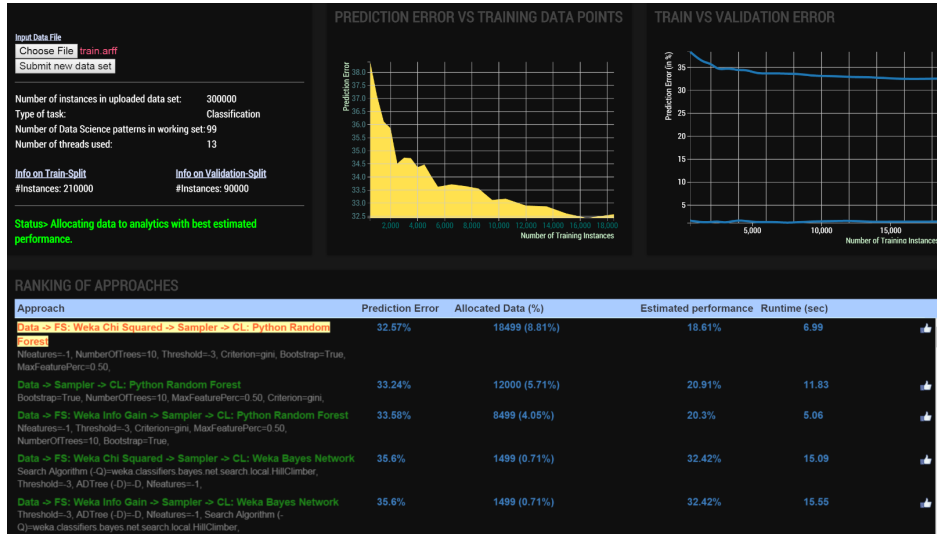 PREDICTION ERROR VS TRAINING DATA POINTS
TRAIN VS VALIDATION ERROR
Input Data File
Choose File train.arff
Submit new data set
Number of instances in uploaded data set: 300000
Type of task: Classification
Number of Data Science patterns in working set: 99
Number of threads used: 13
Info on Train-Split Info on Validation-Split
#Instances: 210000 #Instances: 90000
Status> Allocating data to analytics with best estimated
performance.
Prediction Error
38.0
37.5
37.0
36.5
36.0
35.5
35.0
34.5
34.0
33.5
33.0
32.5
2,000 4,000 6,000 8,000 10,000 12,000 14,000 16,000 18,000
Number of Training Instances
Prediction Error (in %)
35
30
25
20
15
10
5
5,000 10,000 15,000
Number of Training Instances
RANKING OF APPROACHES
Approach Prediction Error Allocated Data (%) Estimated performance Runtime (sec)
Data -> FS: Weka Chi Squared -> Sampler -> CL: Python Random 32.57% 18499 (8.81%) 18.61% 6.99
Forest
Nfeatures=-1, NumberOfTrees=10, Threshold=-3, Criterion=gini, Bootstrap=True,
MaxFeaturePerc=0.50,
Data -> Sampler -> CL: Python Random Forest 33.24% 12000 (5.71%) 20.91% 11.83
Bootstrap=True, NumberOfTrees=10, MaxFeaturePerc=0.50, Criterion=gini,
Data -> FS: Weka Info Gain -> Sampler -> CL: Python Random Forest 33.58% 8499 (4.05%) 20.3% 5.06
Nfeatures=-1, Threshold=-3, Criterion=gini, MaxFeaturePerc=0.50,
NumberOfTrees=10, Bootstrap=True,
Data -> FS: Weka Chi Squared -> Sampler -> CL: Weka Bayes Network 35.6% 1499 (0.71%) 32.42% 15.09
Search Algorithm (-Q)=weka.classifiers.bayes.net.search.local.HillClimber,
Threshold=-3, ADTree (-D)=-D, Nfeatures=-1,
Data -> FS: Weka Info Gain -> Sampler -> CL: Weka Bayes Network 35.6% 1499 (0.71%) 32.42% 15.55
Threshold=-3, ADTree (-D)=-D, Nfeatures=-1, Search Algorithm (-
Q)=weka.classifiers.bayes.net.search.local.HillClimber,